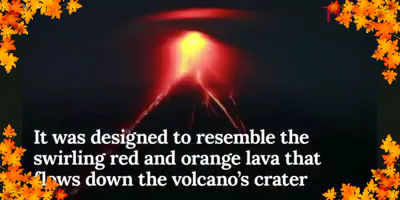 It was designed to resemble the
swirling red and orange lava that
flows down the volcano’s crater